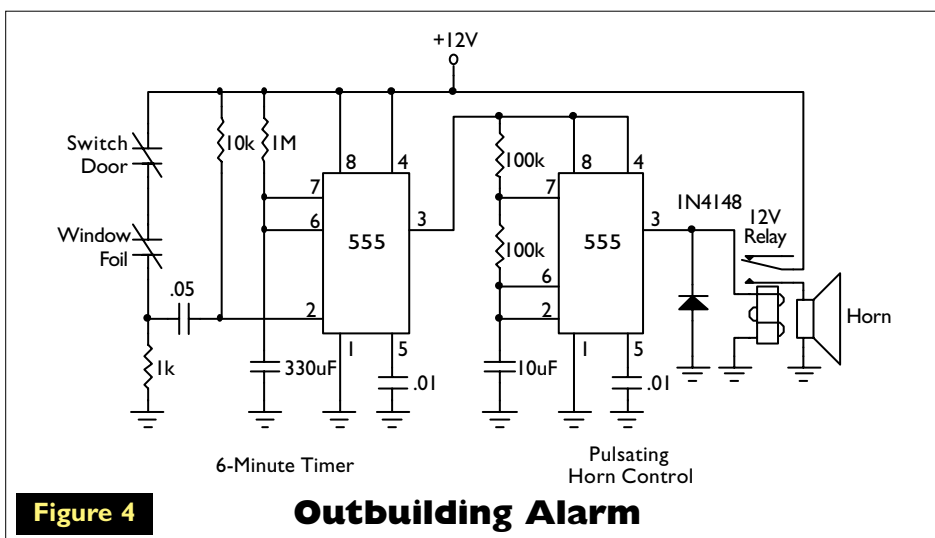 +12V
Switch
Door
10k
1M
8
4
7
6
555
3
2
1
5
Window
Foil
.05
1k
330uF
.01
100k
8
4
7
100k
555
3
6
2
1
5
10uF
.01
1N4148
12V
Relay
Horn
6-Minute Timer
Pulsating
Horn Control
Figure 4
Outbuilding Alarm